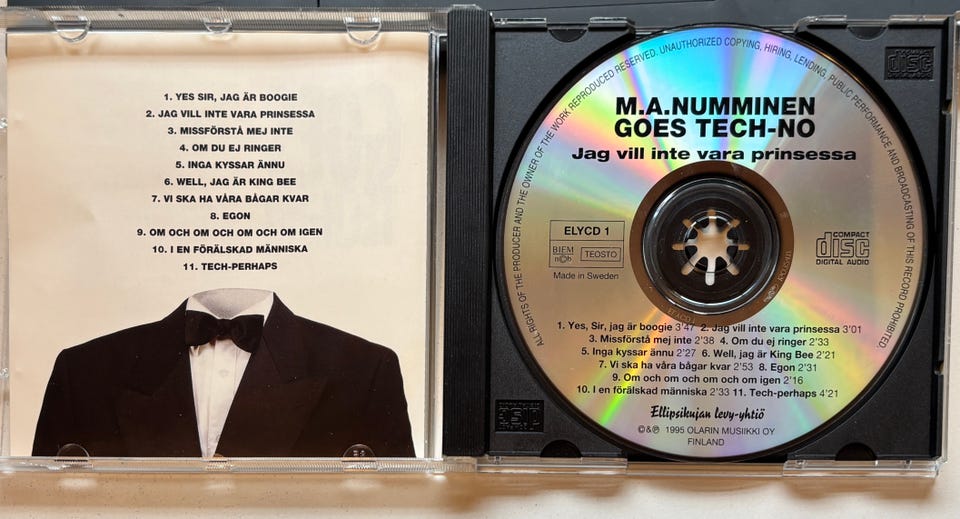 1. YES SIR, JAG ÄR BOOGIE
2. JAG VILL INTE VARA PRINSESSA
3. MISSFÖRSTÅ MEJ INTE
4. OM DU EJ RINGER
5. INGA KYSSAR ÄNNU
6. WELL, JAG ÄR KING BEE
7. VI SKA HA VÅRA BÅGAR KVAR
8. EGON
9. OM OCH OM OCH OM OCH OM IGEN
10. I EN FÖRÄLSKAD MÄNNISKA
11. TECH-PERHAPS
ALL RIGHTS OF THE PRODUCER AND THE OWNER OF THE WORK REPRODUCED RESERVED. UNAUTHORIZED COPYING, HIRING, LENDING, PUBLIC PERFORMANCE AND BROADCASTING OF THIS RECORD PROHIBITED.
M.A.NUMMINEN
GOES TECH-NO
Jag vill inte vara prinsessa
ELYCD 1
BIEM
n©b TEOSTO
Made in Sweden
COMPACT
disc
DIGITAL AUDIO
1. Yes, Sir, jag är boogie 3'47 2. Jag vill inte vara prinsessa 3'01
3. Missförstå mej inte 2'38 4. Om du ej ringer 2'33
5. Inga kyssar ännu 2'27 6. Well, jag är King Bee 2'21
7. Vi ska ha våra bågar kvar 2'53 8. Egon 2'31
9. Om och om och om och om igen 2'16
10. I en förälskad människa 2'33 11. Tech-perhaps 4'21
Ellipsikujan levy-yhtiö
©&℗ 1995 OLARIN MUSIIKKI OY
FINLAND